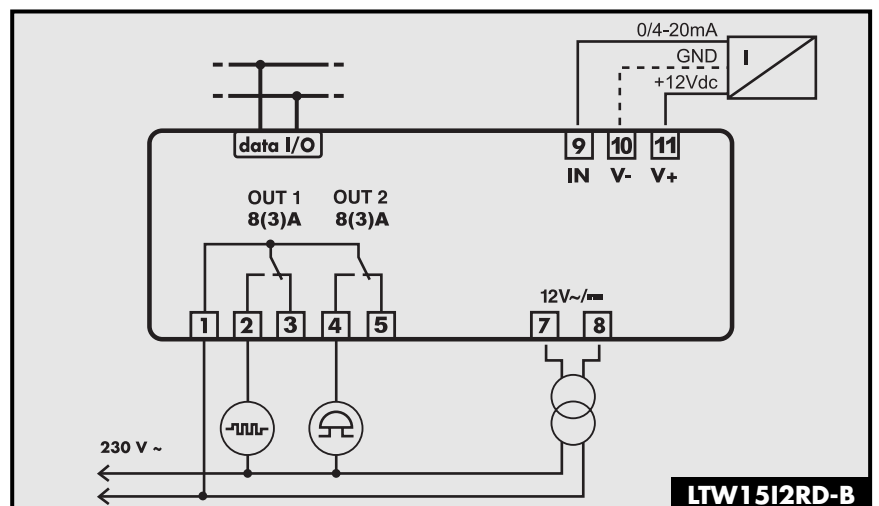 0/4-20mA
GND
+12Vdc
I
data I/O
9 10 11
IN V- V+
OUT 1 OUT 2
8(3)A 8(3)A
12V~/⎓
1 2 3 4 5 7 8
230 V ~
LTW15I2RD-B